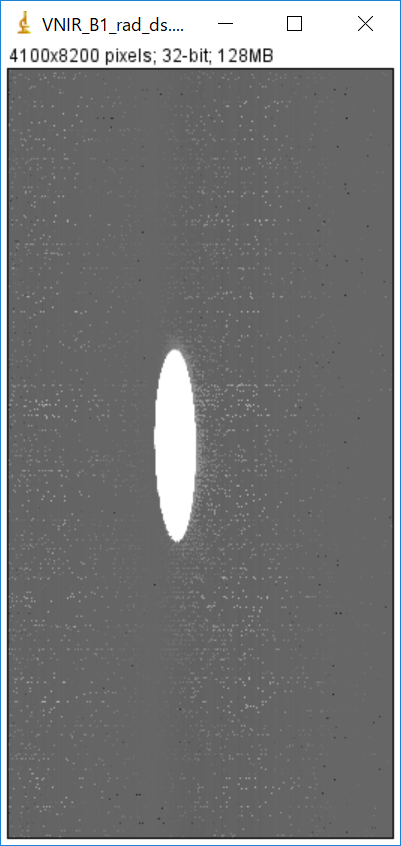 VNIR_B1_rad_ds....
4100x8200 pixels; 32-bit; 128MB